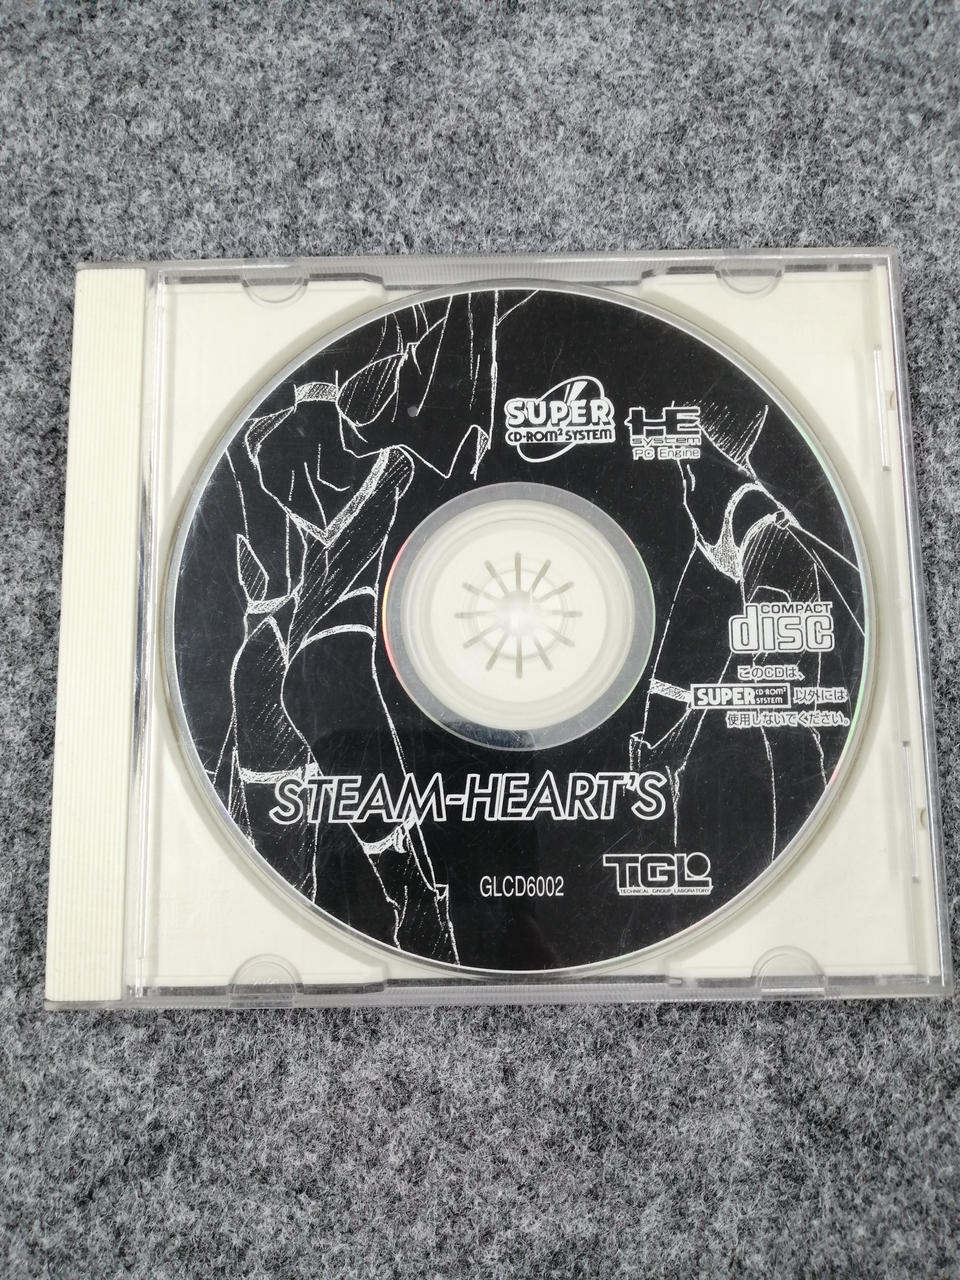 SUPER
CD-ROM² SYSTEM
HE
system
PC Engine
COMPACT
disc
このCDは、
SUPER CD-ROM² SYSTEM 以外には
使用しないでください。
STEAM-HEART'S
GLCD6002
TGL
TECHNICAL GROUP LABORATORY